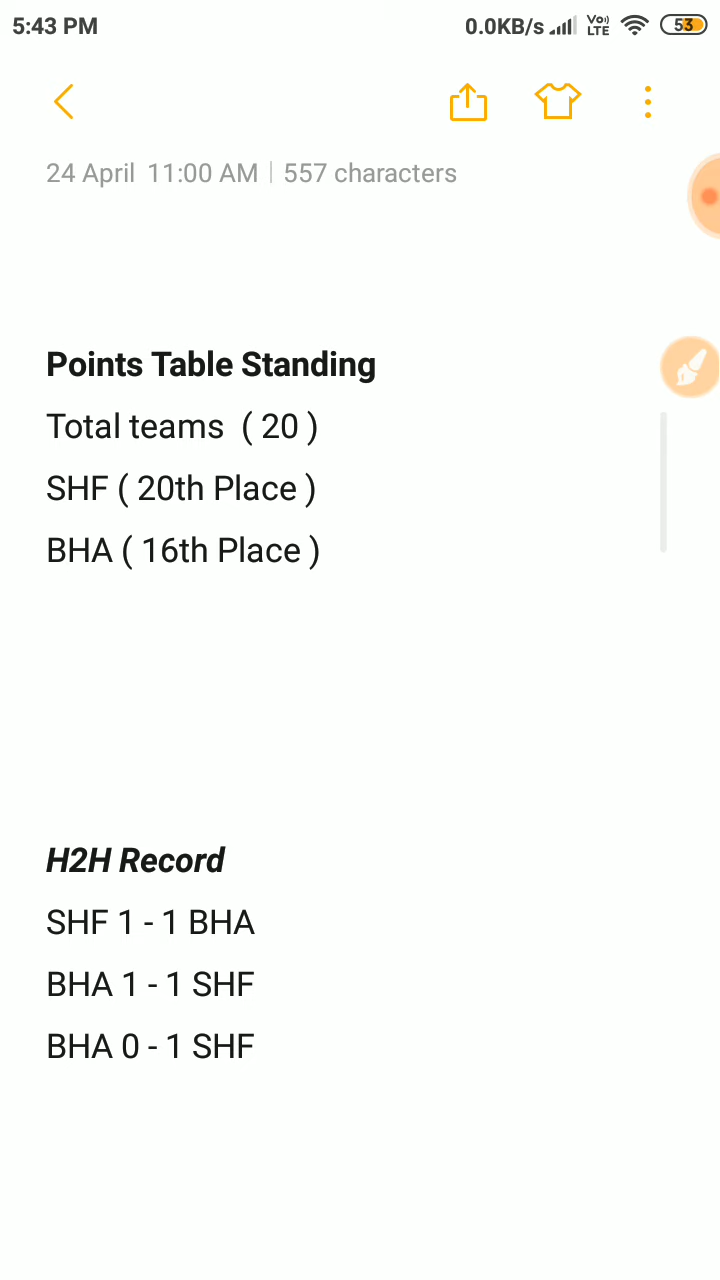 5:43 PM
0.0KB/s Vo)) LTE 53
24 April 11:00 AM | 557 characters
Points Table Standing
Total teams ( 20 )
SHF ( 20th Place )
BHA ( 16th Place )
H2H Record
SHF 1 - 1 BHA
BHA 1 - 1 SHF
BHA 0 - 1 SHF